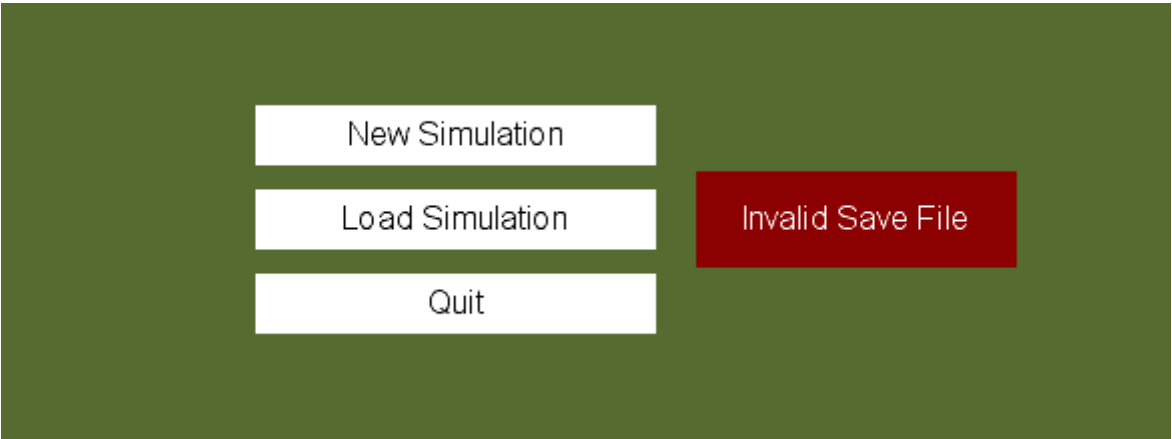 New Simulation
Load Simulation
Invalid Save File
Quit